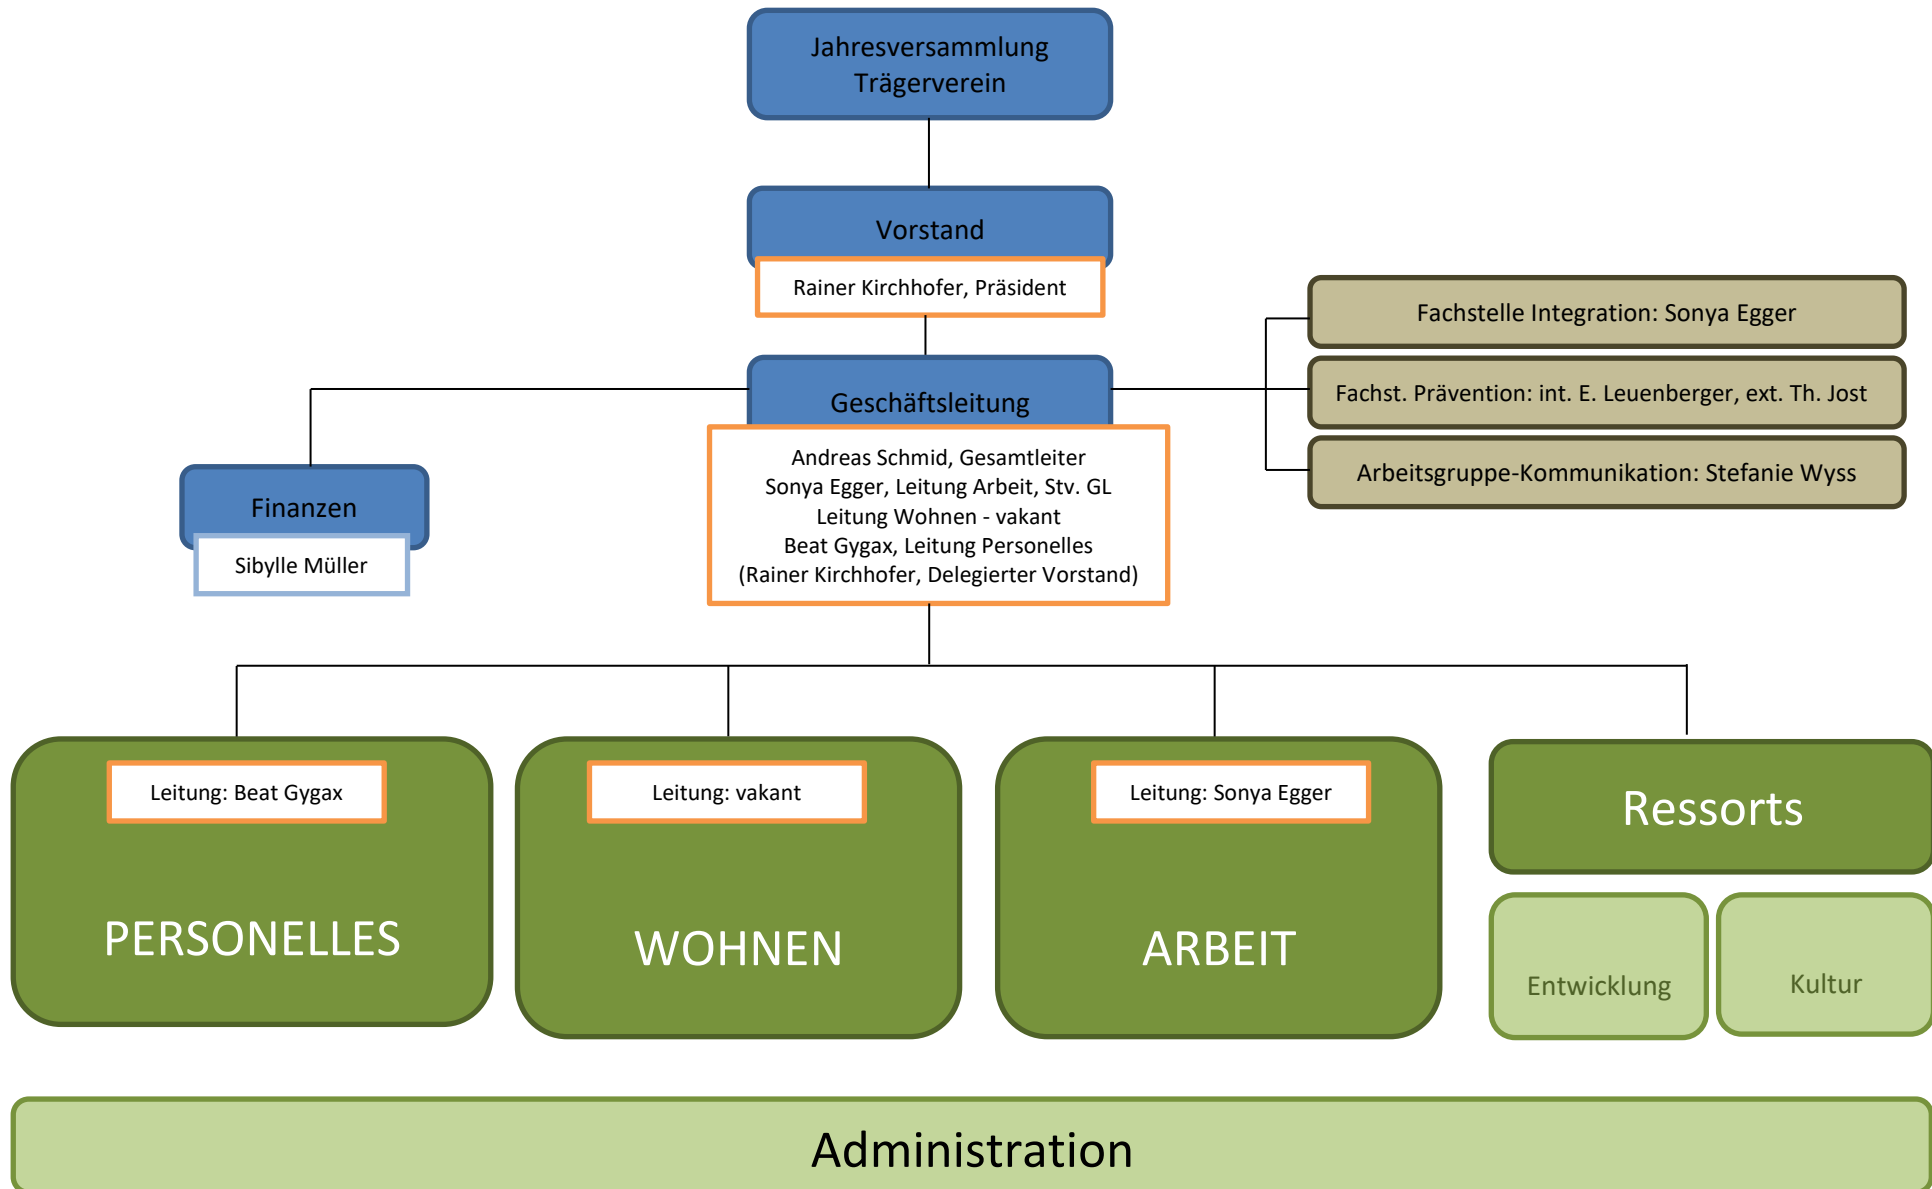 Jahresversammlung
Trägerverein
Vorstand
Rainer Kirchhofer, Präsident
Fachstelle Integration: Sonya Egger
Fachst. Prävention: int. E. Leuenberger, ext. Th. Jost
Arbeitsgruppe-Kommunikation: Stefanie Wyss
Geschäftsleitung
Andreas Schmid, Gesamtleiter
Sonya Egger, Leitung Arbeit, Stv. GL
Leitung Wohnen - vakant
Beat Gygax, Leitung Personelles
(Rainer Kirchhofer, Delegierter Vorstand)
Finanzen
Sibylle Müller
Leitung: Beat Gygax
PERSONELLES
Leitung: vakant
WOHNEN
Leitung: Sonya Egger
ARBEIT
Ressorts
Entwicklung
Kultur
Administration